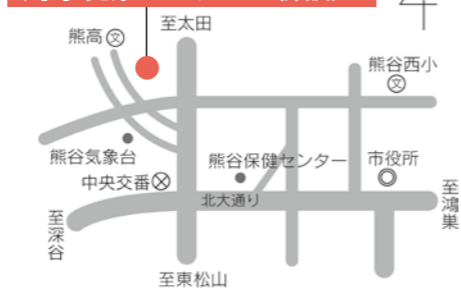 至太田
熊高
文
熊谷西小
文
熊谷気象台
熊谷保健センター
市役所
中央交番
北大通り
至深谷
至鴻巣
至東松山